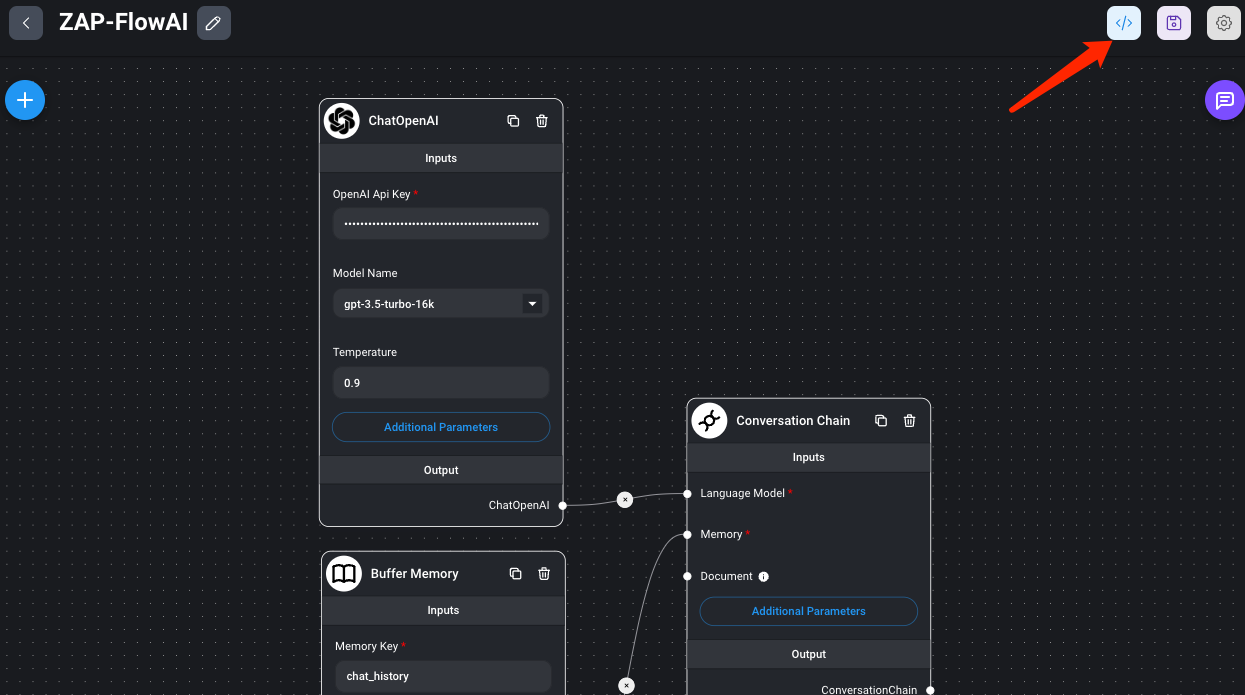 ZAP-FlowAI
</>
ChatOpenAI
Inputs
OpenAI Api Key *
••••••••••••••••••••••••••••••••••••••••••••••••
Model Name
gpt-3.5-turbo-16k
Temperature
0.9
Additional Parameters
Output
ChatOpenAI
Buffer Memory
Inputs
Memory Key *
chat_history
Conversation Chain
Inputs
Language Model *
Memory *
Document
Additional Parameters
Output
ConversationChain